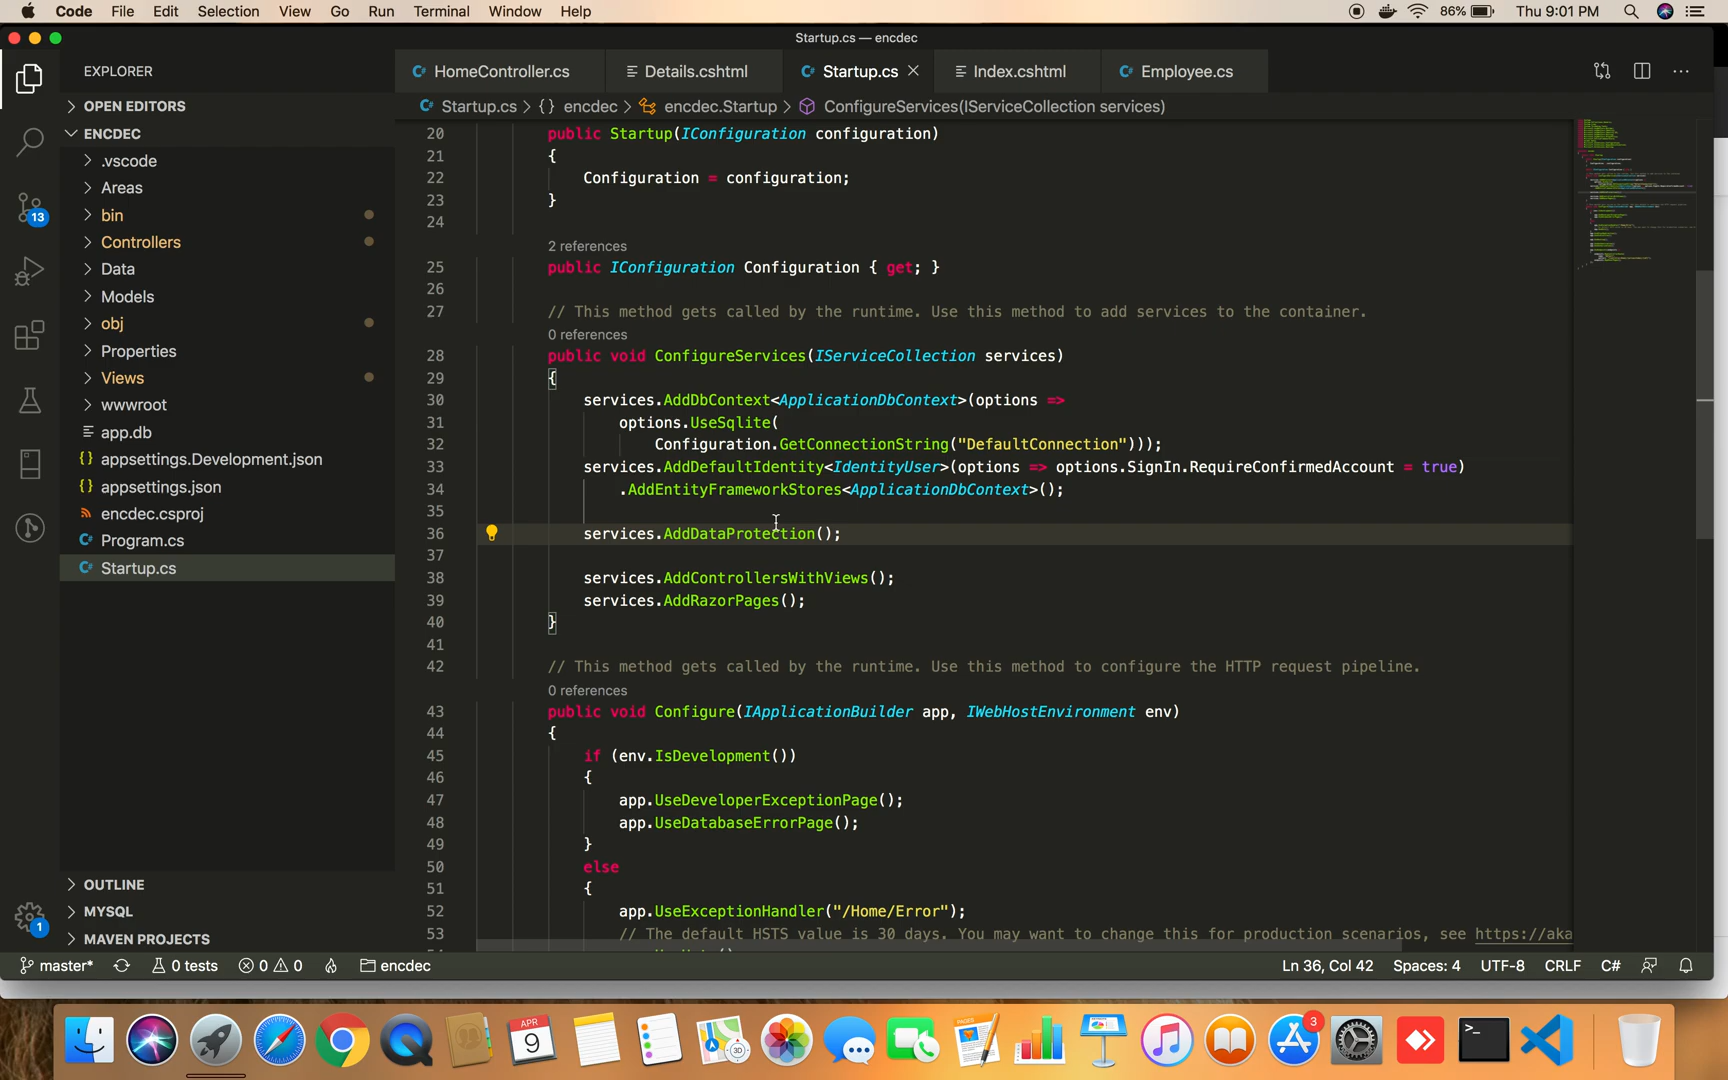 Code File Edit Selection View Go Run Terminal Window Help 86% Thu 9:01 PM
Startup.cs — encdec
EXPLORER
HomeController.cs Details.cshtml Startup.cs Index.cshtml Employee.cs
OPEN EDITORS
Startup.cs > {} encdec > encdec.Startup > ConfigureServices(IServiceCollection services)
ENCDEC
.vscode
Areas
bin
Controllers
Data
Models
obj
Properties
Views
wwwroot
app.db
{} appsettings.Development.json
{} appsettings.json
encdec.csproj
Program.cs
Startup.cs
OUTLINE
MYSQL
MAVEN PROJECTS
13
1
20 public Startup(IConfiguration configuration)
21 {
22 Configuration = configuration;
23 }
24
2 references
25 public IConfiguration Configuration { get; }
26
27 // This method gets called by the runtime. Use this method to add services to the container.
0 references
28 public void ConfigureServices(IServiceCollection services)
29 {
30 services.AddDbContext<ApplicationDbContext>(options =>
31 options.UseSqlite(
32 Configuration.GetConnectionString("DefaultConnection")));
33 services.AddDefaultIdentity<IdentityUser>(options => options.SignIn.RequireConfirmedAccount = true)
34 .AddEntityFrameworkStores<ApplicationDbContext>();
35
36 services.AddDataProtection();
37
38 services.AddControllersWithViews();
39 services.AddRazorPages();
40 }
41
42 // This method gets called by the runtime. Use this method to configure the HTTP request pipeline.
0 references
43 public void Configure(IApplicationBuilder app, IWebHostEnvironment env)
44 {
45 if (env.IsDevelopment())
46 {
47 app.UseDeveloperExceptionPage();
48 app.UseDatabaseErrorPage();
49 }
50 else
51 {
52 app.UseExceptionHandler("/Home/Error");
53 // The default HSTS value is 30 days. You may want to change this for production scenarios, see https://aka
master* 0 tests 0 0 encdec Ln 36, Col 42 Spaces: 4 UTF-8 CRLF C#
APR
9
3D
PAGES
3
>_